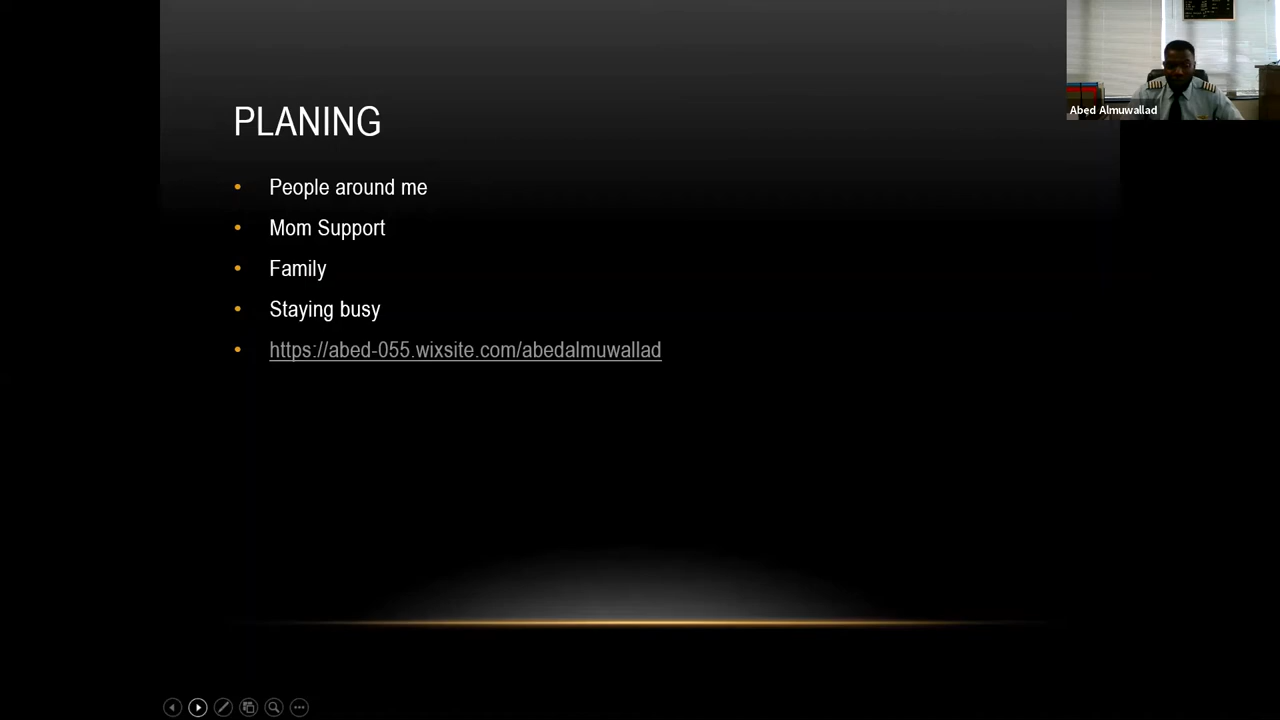 PLANING
People around me
Mom Support
Family
Staying busy
https://abed-055.wixsite.com/abedalmuwallad
Abed Almuwallad